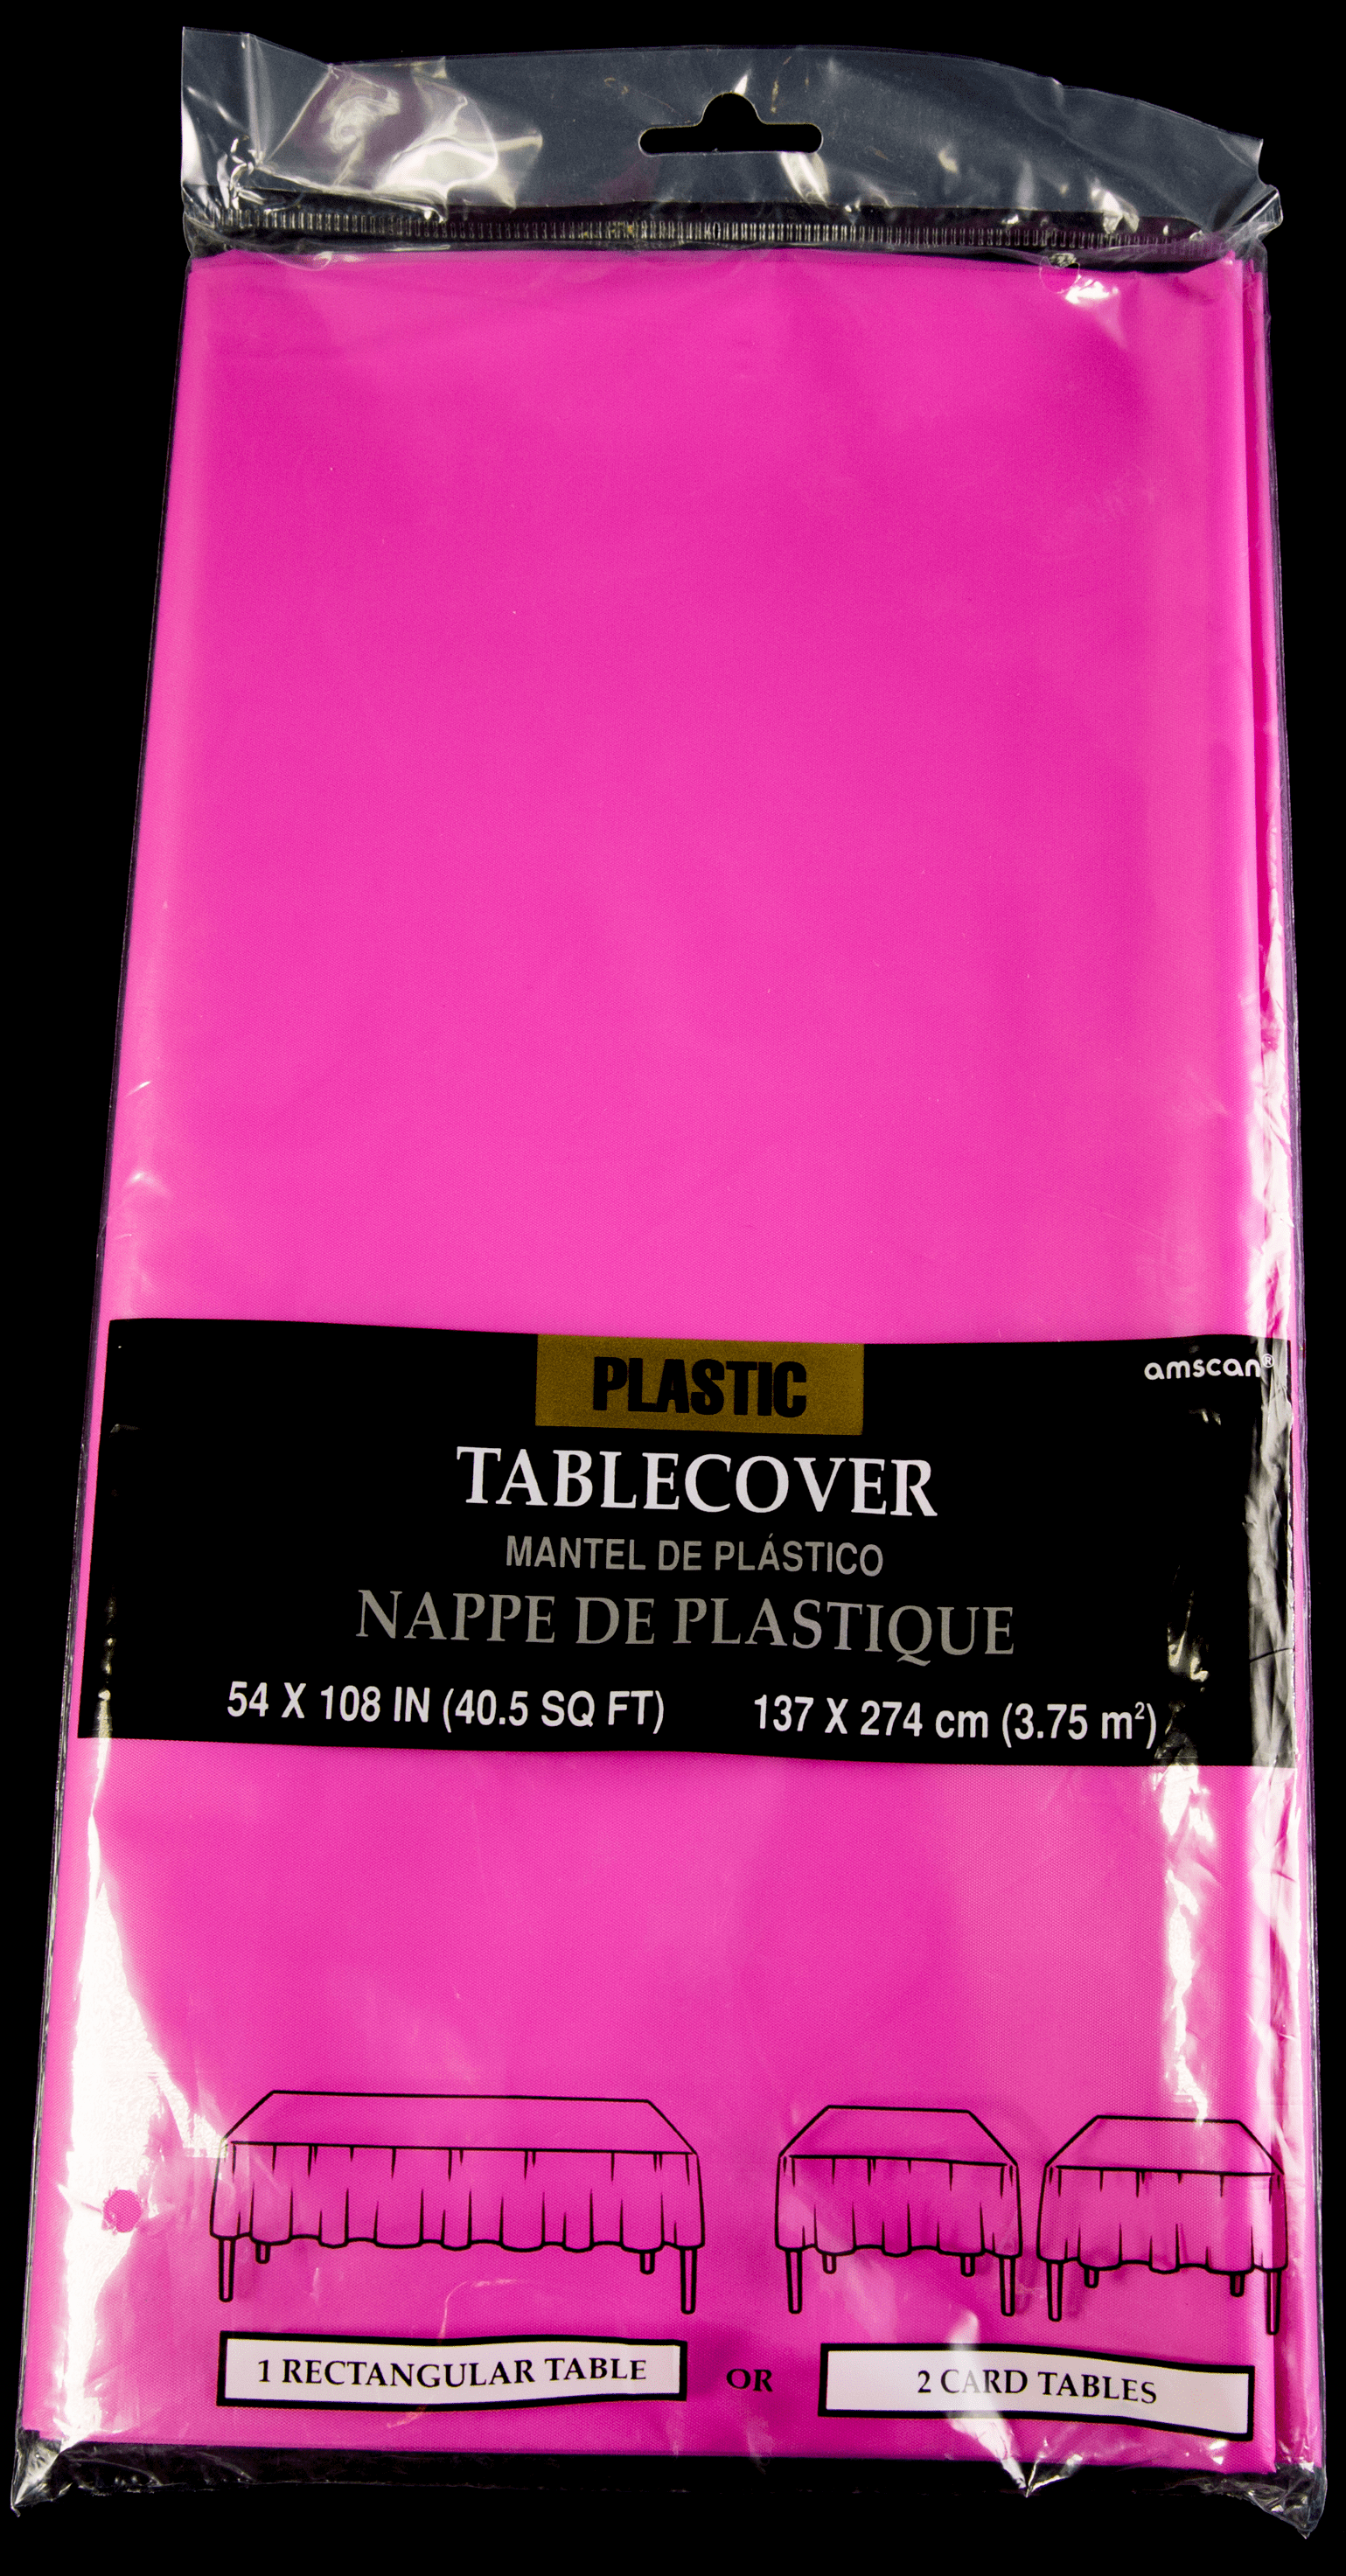 PLASTIC
amscan®
TABLECOVER
MANTEL DE PLÁSTICO
NAPPE DE PLASTIQUE
54 X 108 IN (40.5 SQ FT) 137 X 274 cm (3.75 m²)
1 RECTANGULAR TABLE OR 2 CARD TABLES